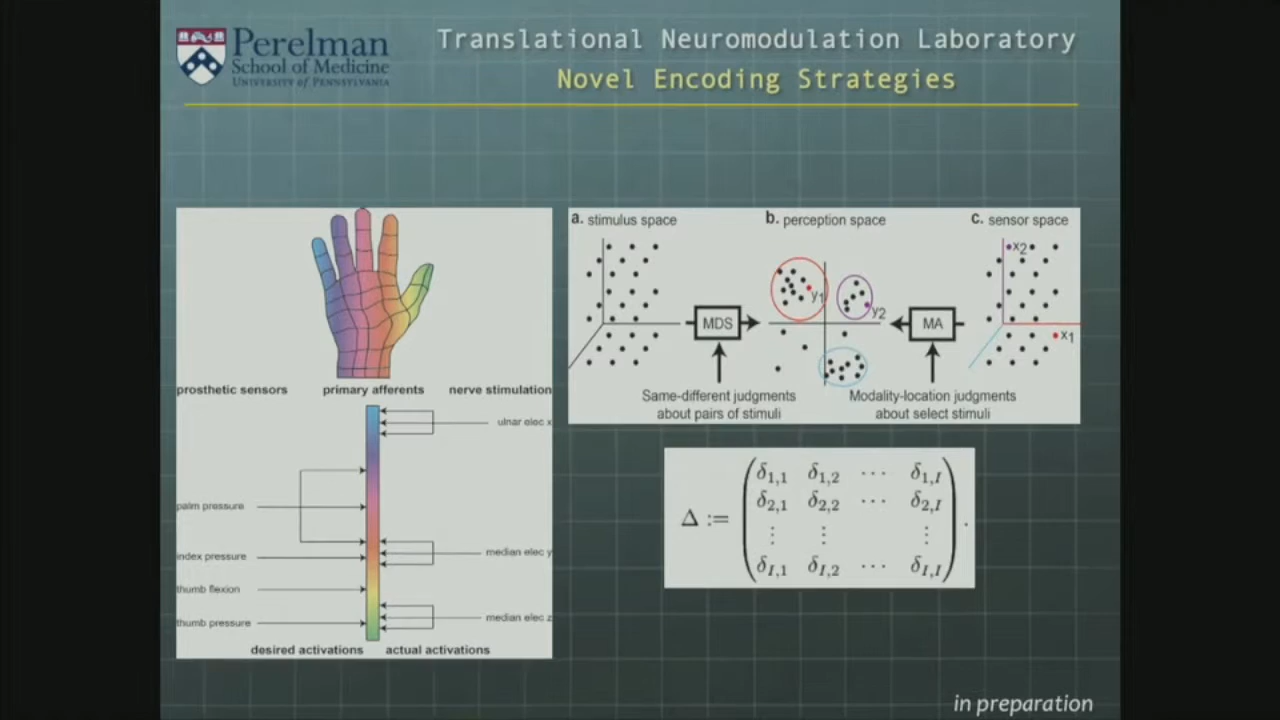 Perelman
School of Medicine
UNIVERSITY of PENNSYLVANIA
Translational Neuromodulation Laboratory
Novel Encoding Strategies
prosthetic sensors primary afferents nerve stimulation
ulnar elec x
palm pressure
median elec y
index pressure
thumb flexion
median elec z
thumb pressure
desired activations actual activations
a. stimulus space b. perception space c. sensor space
x2
y1
y2
MDS
MA
x1
Same-different judgments
about pairs of stimuli
Modality-location judgments
about select stimuli
δ1,1 δ1,2 ⋯ δ1,I
δ2,1 δ2,2 ⋯ δ2,I
Δ := ⋮ ⋮ ⋮ .
δI,1 δI,2 ⋯ δI,I
in preparation